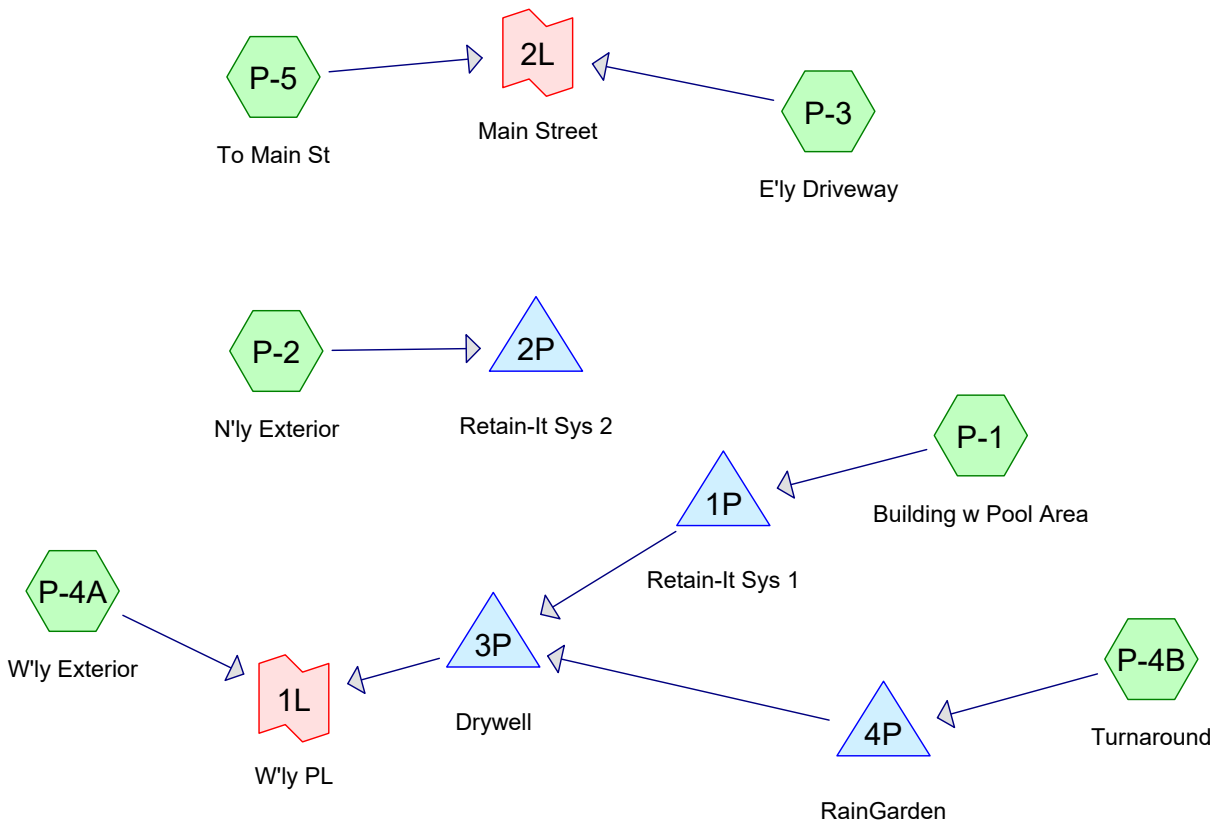 P-5
To Main St
2L
Main Street
P-3
E'ly Driveway
P-2
N'ly Exterior
2P
Retain-It Sys 2
P-1
Building w Pool Area
1P
Retain-It Sys 1
P-4A
W'ly Exterior
1L
W'ly PL
3P
Drywell
4P
RainGarden
P-4B
Turnaround